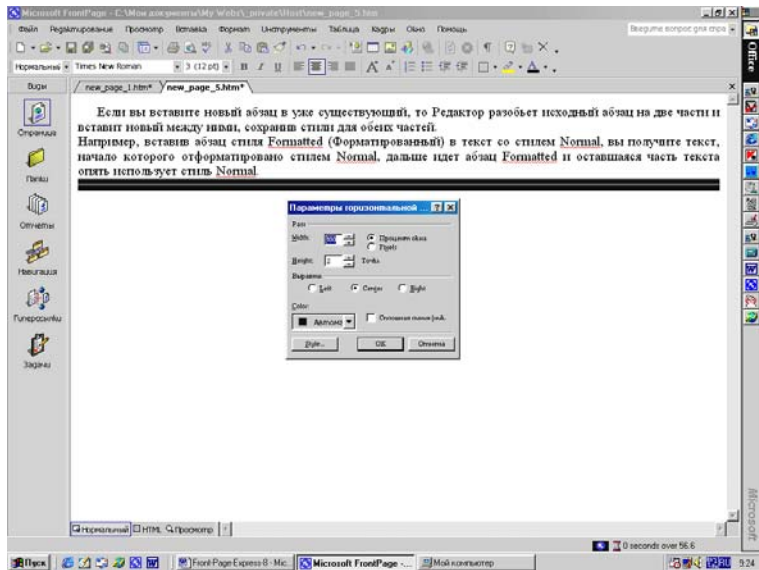 Microsoft FrontPage - E:\Мои документы\My Webs\_private\Host\new_page_5.htm
Файл Редактирование Просмотр Вставка Формат Инструменты Таблица Кадры Окно Помощь
Введите вопрос для спра
Нормальный Times New Roman 3 (12 pt)
Office
Виды new_page_1.htm* new_page_5.htm*
Если вы вставите новый абзац в уже существующий, то Редактор разобьет исходный абзац на две части и
вставит новый между ними, сохранив стили для обеих частей.
Например, вставив абзац стиля Formatted (Форматированный) в текст со стилем Normal, вы получите текст,
начало которого отформатировано стилем Normal, дальше идет абзац Formatted и оставшаяся часть текста
опять использует стиль Normal.
Страница
Папки
Отчеты
Навигация
Гиперссылки
Задачи
Параметры горизонтальной ...
Width: 100 Процент окна
Pixels
Height: 2 Точки
Left Center Right
Color:
Style... OK Отмена
Microsoft
Нормальный HTML Просмотр
0 seconds over 56.6
Пуск Front Page Express-8 - Mic... Microsoft FrontPage - ... Мой компьютер RU 9:24